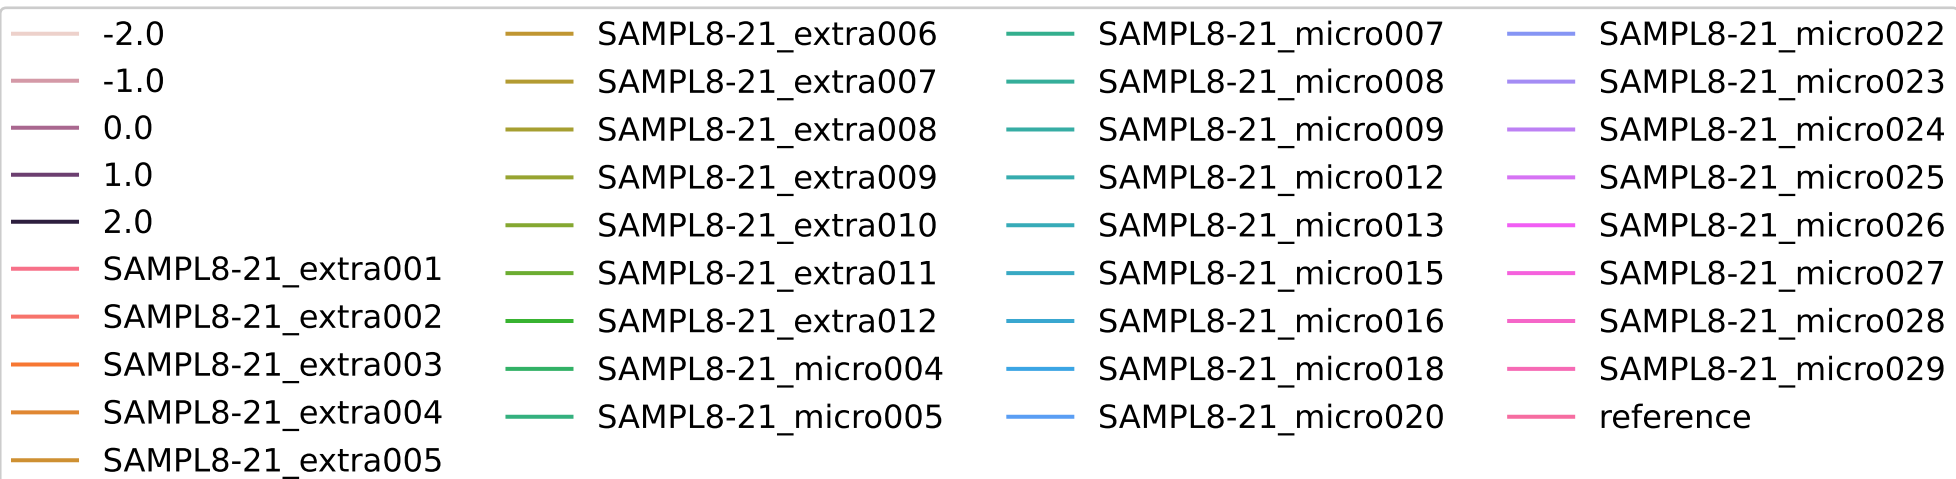 -2.0
-1.0
0.0
1.0
2.0
SAMPL8-21_extra001
SAMPL8-21_extra002
SAMPL8-21_extra003
SAMPL8-21_extra004
SAMPL8-21_extra005
SAMPL8-21_extra006
SAMPL8-21_extra007
SAMPL8-21_extra008
SAMPL8-21_extra009
SAMPL8-21_extra010
SAMPL8-21_extra011
SAMPL8-21_extra012
SAMPL8-21_micro004
SAMPL8-21_micro005
SAMPL8-21_micro007
SAMPL8-21_micro008
SAMPL8-21_micro009
SAMPL8-21_micro012
SAMPL8-21_micro013
SAMPL8-21_micro015
SAMPL8-21_micro016
SAMPL8-21_micro018
SAMPL8-21_micro020
SAMPL8-21_micro022
SAMPL8-21_micro023
SAMPL8-21_micro024
SAMPL8-21_micro025
SAMPL8-21_micro026
SAMPL8-21_micro027
SAMPL8-21_micro028
SAMPL8-21_micro029
reference